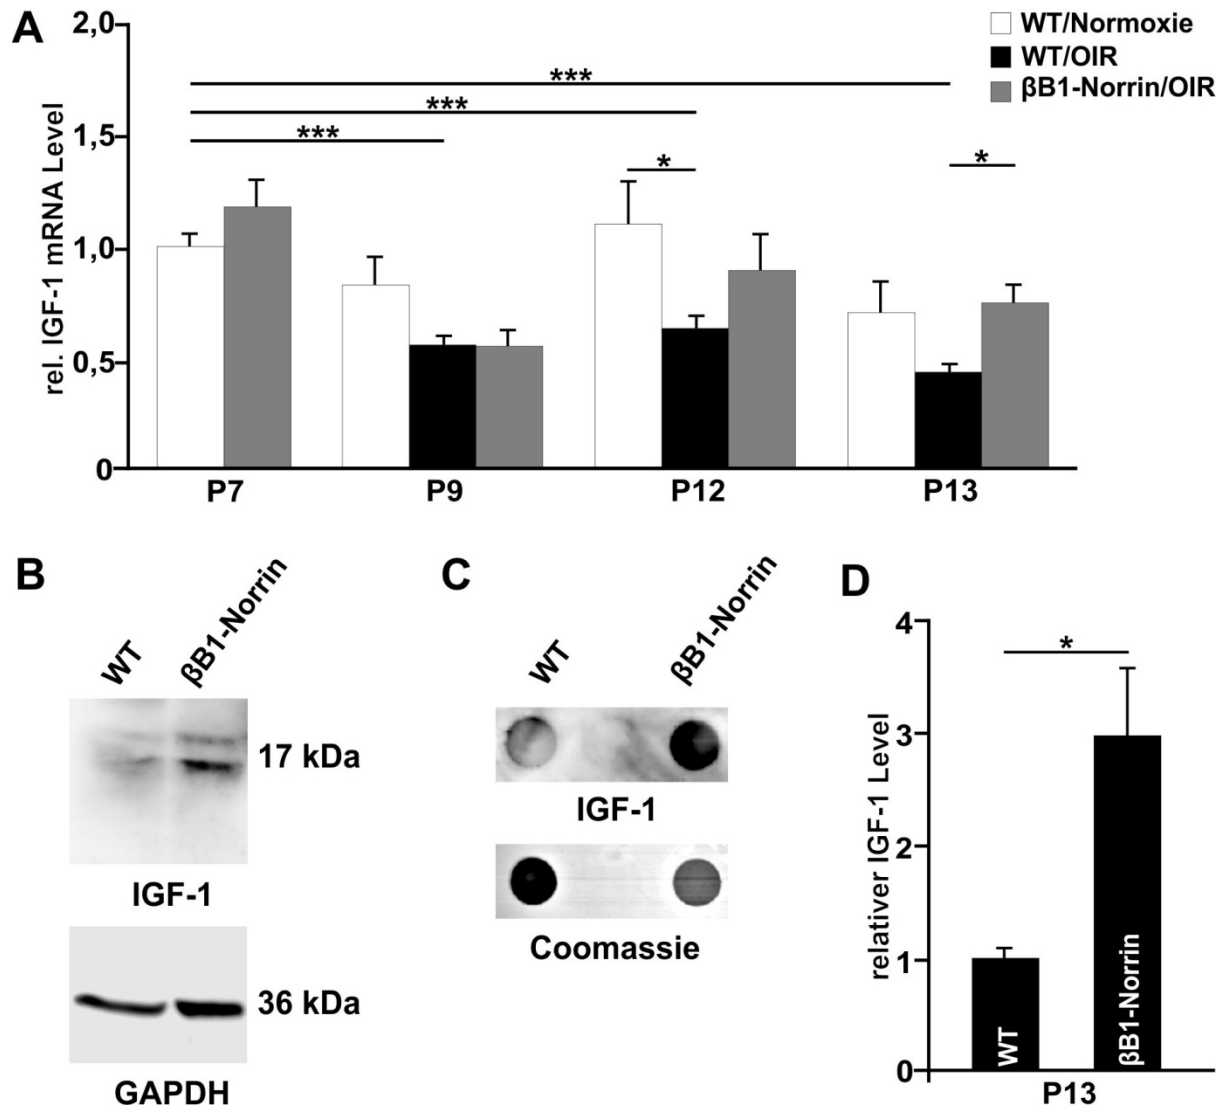 A
2,0
1,5
1,0
0,5
0
rel. IGF-1 mRNA Level
WT/Normoxie
WT/OIR
βB1-Norrin/OIR
***
***
***
*
*
P7
P9
P12
P13
B
WT
βB1-Norrin
17 kDa
IGF-1
36 kDa
GAPDH
C
WT
βB1-Norrin
IGF-1
Coomassie
D
4
3
2
1
0
relativer IGF-1 Level
*
WT
βB1-Norrin
P13